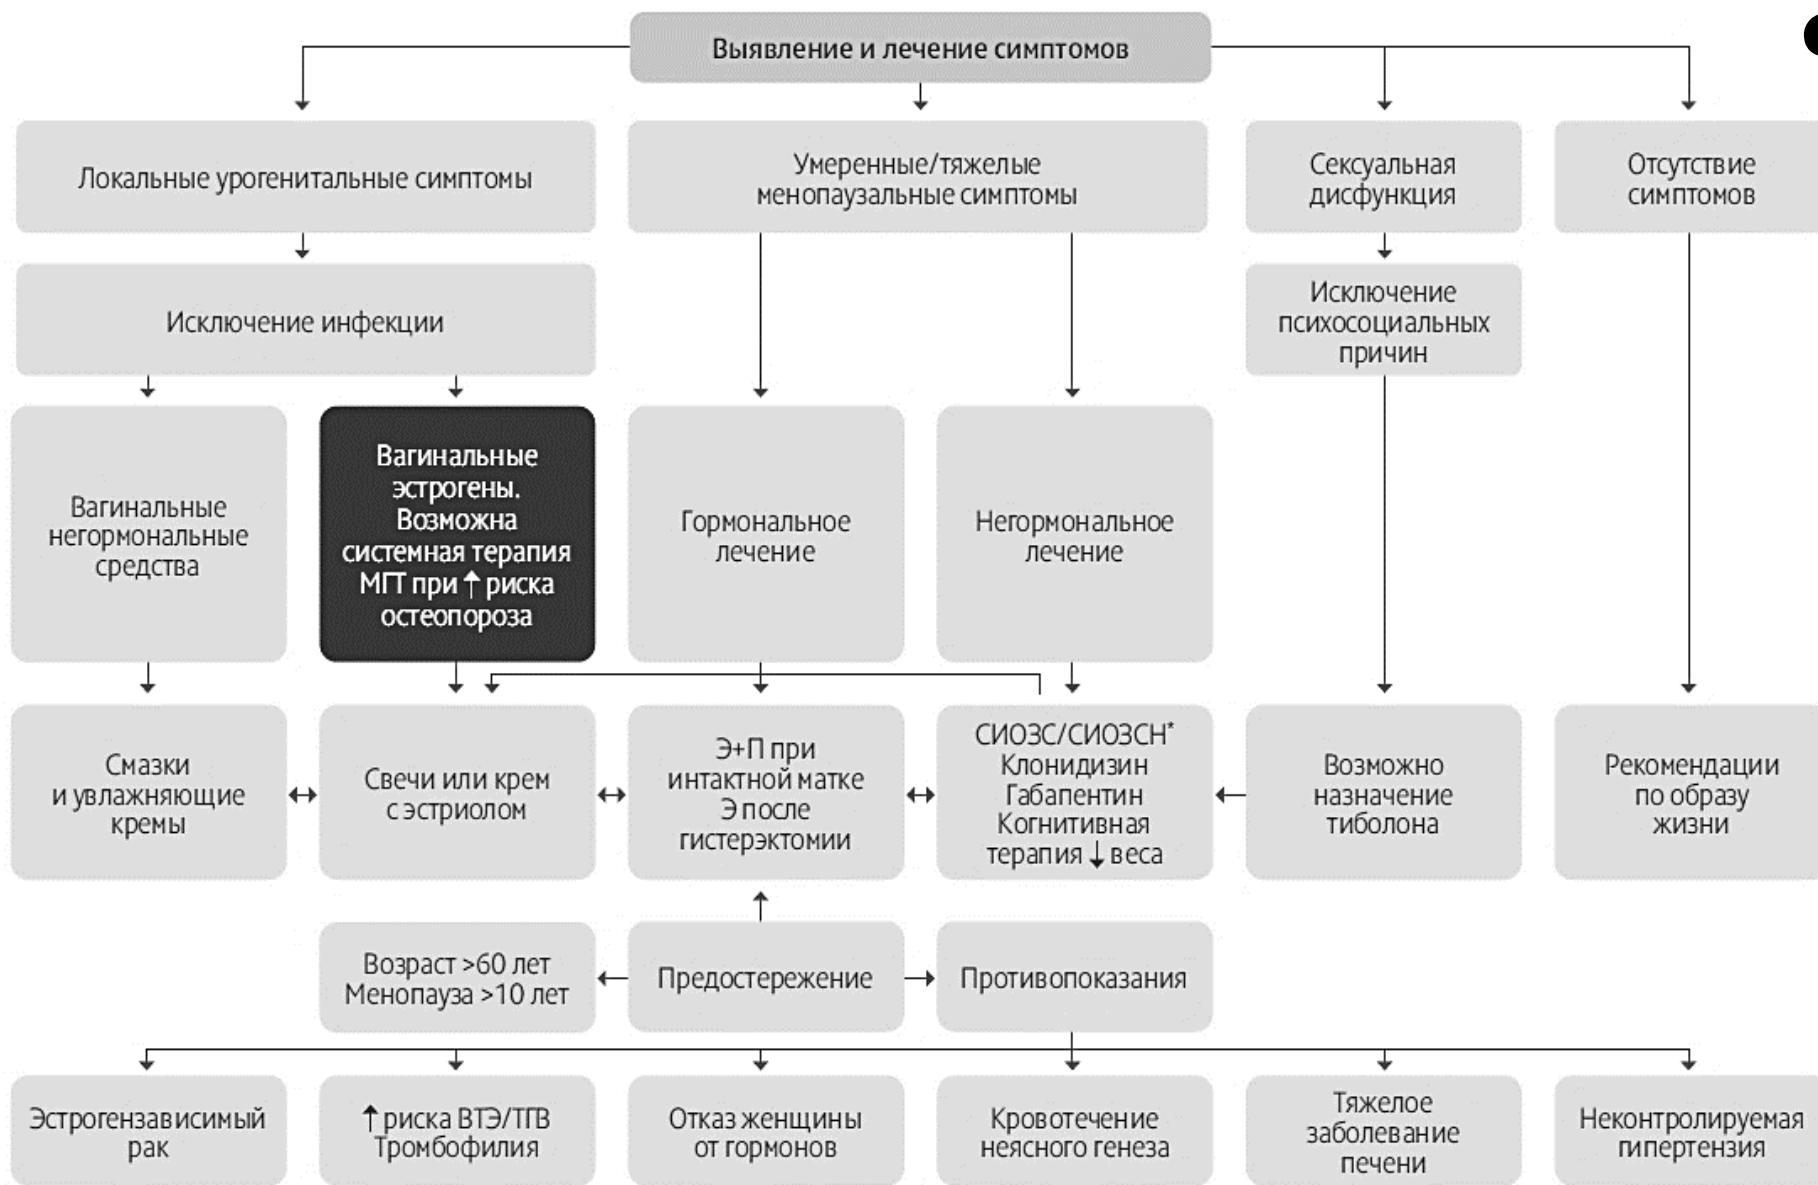 Выявление и лечение симптомов
Локальные урогенитальные симптомы
Умеренные/тяжелые
менопаузальные симптомы
Сексуальная
дисфункция
Отсутствие
симптомов
Исключение инфекции
Исключение
психосоциальных
причин
Вагинальные
негормональные
средства
Вагинальные
эстрогены.
Возможна
системная терапия
МГТ при ↑ риска
остеопороза
Гормональное
лечение
Негормональное
лечение
Смазки
и увлажняющие
кремы
Свечи или крем
с эстриолом
Э+П при
интактной матке
Э после
гистерэктомии
СИОЗС/СИОЗСН*
Клонидизин
Габапентин
Когнитивная
терапия ↓ веса
Возможно
назначение
тиболона
Рекомендации
по образу
жизни
Возраст >60 лет
Менопауза >10 лет
Предостережение
Противопоказания
Эстрогензависимый
рак
↑ риска ВТЭ/ТГВ
Тромбофилия
Отказ женщины
от гормонов
Кровотечение
неясного генеза
Тяжелое
заболевание
печени
Неконтролируемая
гипертензия